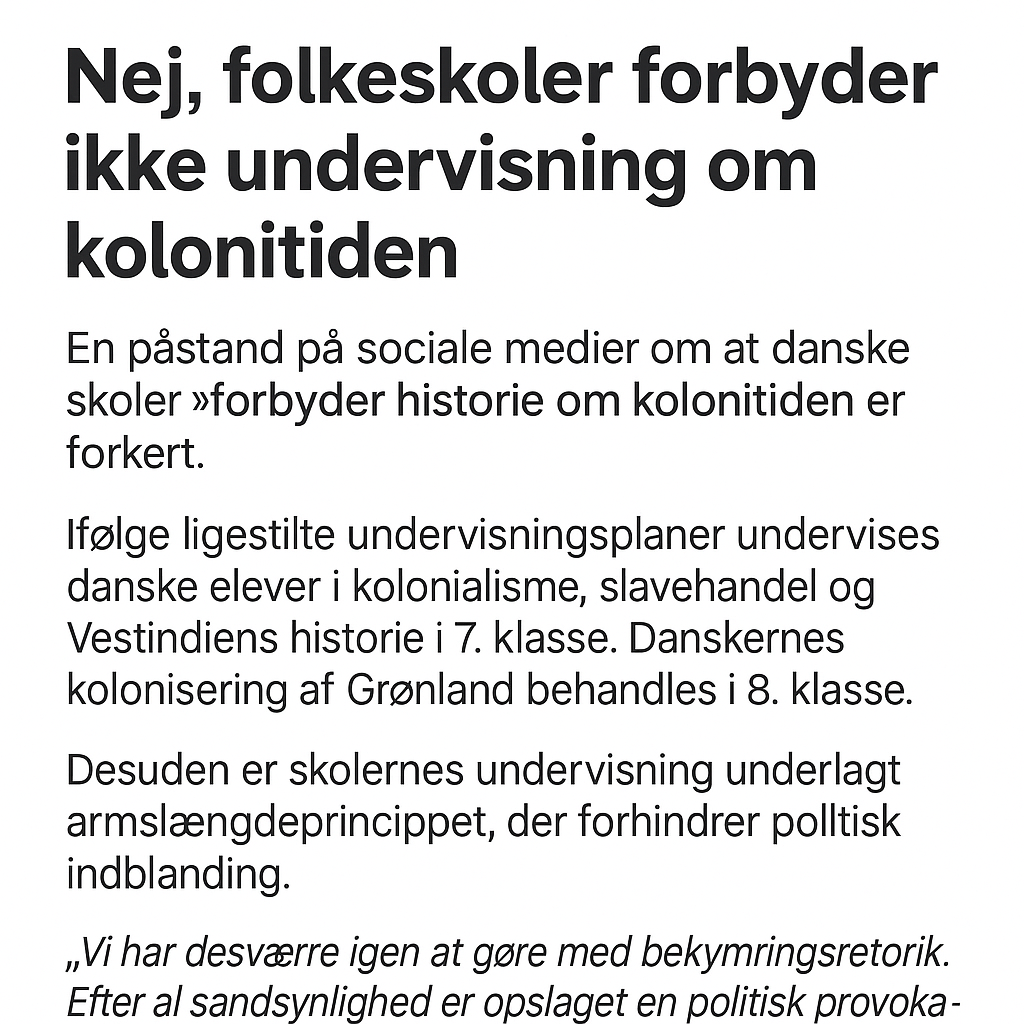 Nej, folkeskoler forbyder
ikke undervisning om
kolonitiden
En påstand på sociale medier om at danske
skoler »forbyder historie om kolonitiden er
forkert.
Ifølge ligestilte undervisningsplaner undervises
danske elever i kolonialisme, slavehandel og
Vestindiens historie i 7. klasse. Danskernes
kolonisering af Grønland behandles i 8. klasse.
Desuden er skolernes undervisning underlagt
armslængdeprincippet, der forhindrer polltisk
indblanding.
„Vi har desværre igen at gøre med bekymringsretorik.
Efter al sandsynlighed er opslaget en politisk provoka-